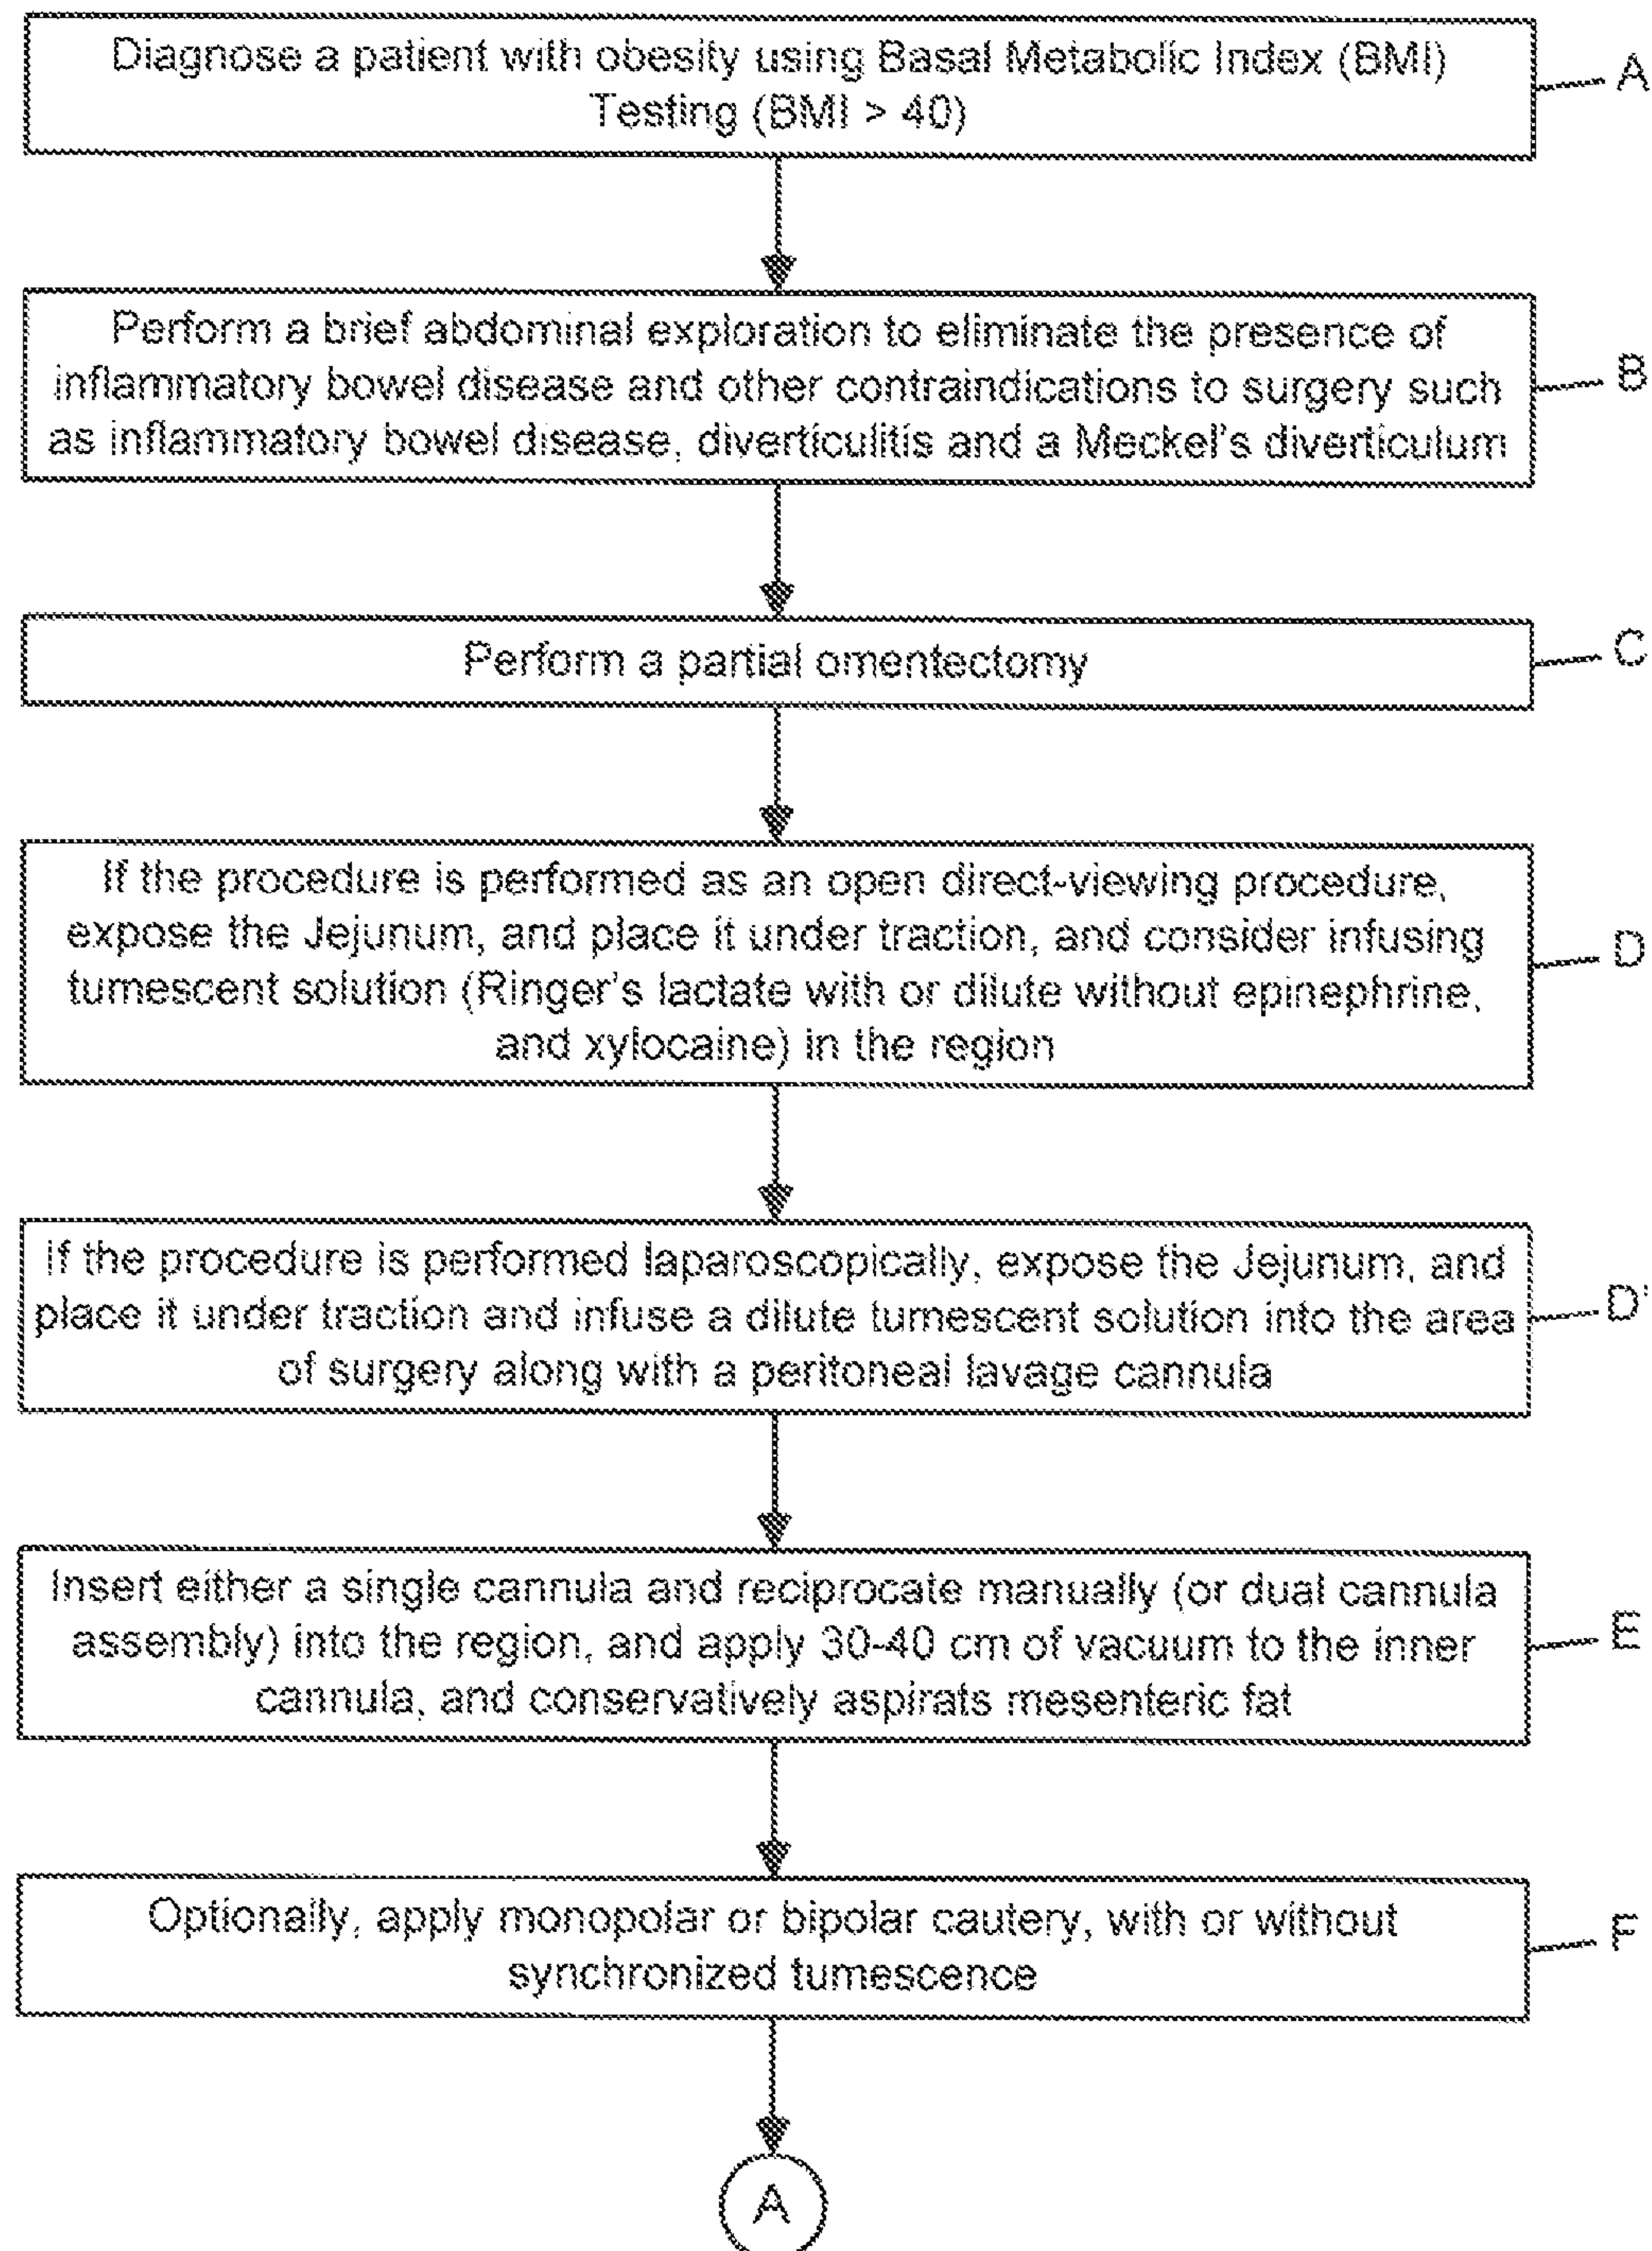 Diagnose a patient with obesity using Basal Metabolic Index (BMI)
Testing (BMI > 40)
A
Perform a brief abdominal exploration to eliminate the presence of
inflammatory bowel disease and other contraindications to surgery such
as inflammatory bowel disease, diverticulitis and a Meckel's diverticulum
B
Perform a partial omentectomy
C
If the procedure is performed as an open direct-viewing procedure,
expose the Jejunum, and place it under traction, and consider infusing
tumescent solution (Ringer's lactate with or dilute without epinephrine,
and xylocaine) in the region
D
If the procedure is performed laparoscopically, expose the Jejunum, and
place it under traction and infuse a dilute tumescent solution into the area
of surgery along with a peritoneal lavage cannula
D'
Insert either a single cannula and reciprocate manually (or dual cannula
assembly) into the region, and apply 30-40 cm of vacuum to the inner
cannula, and conservatively aspirats mesenteric fat
E
Optionally, apply monopolar or bipolar cautery, with or without
synchronized tumescence
F
A